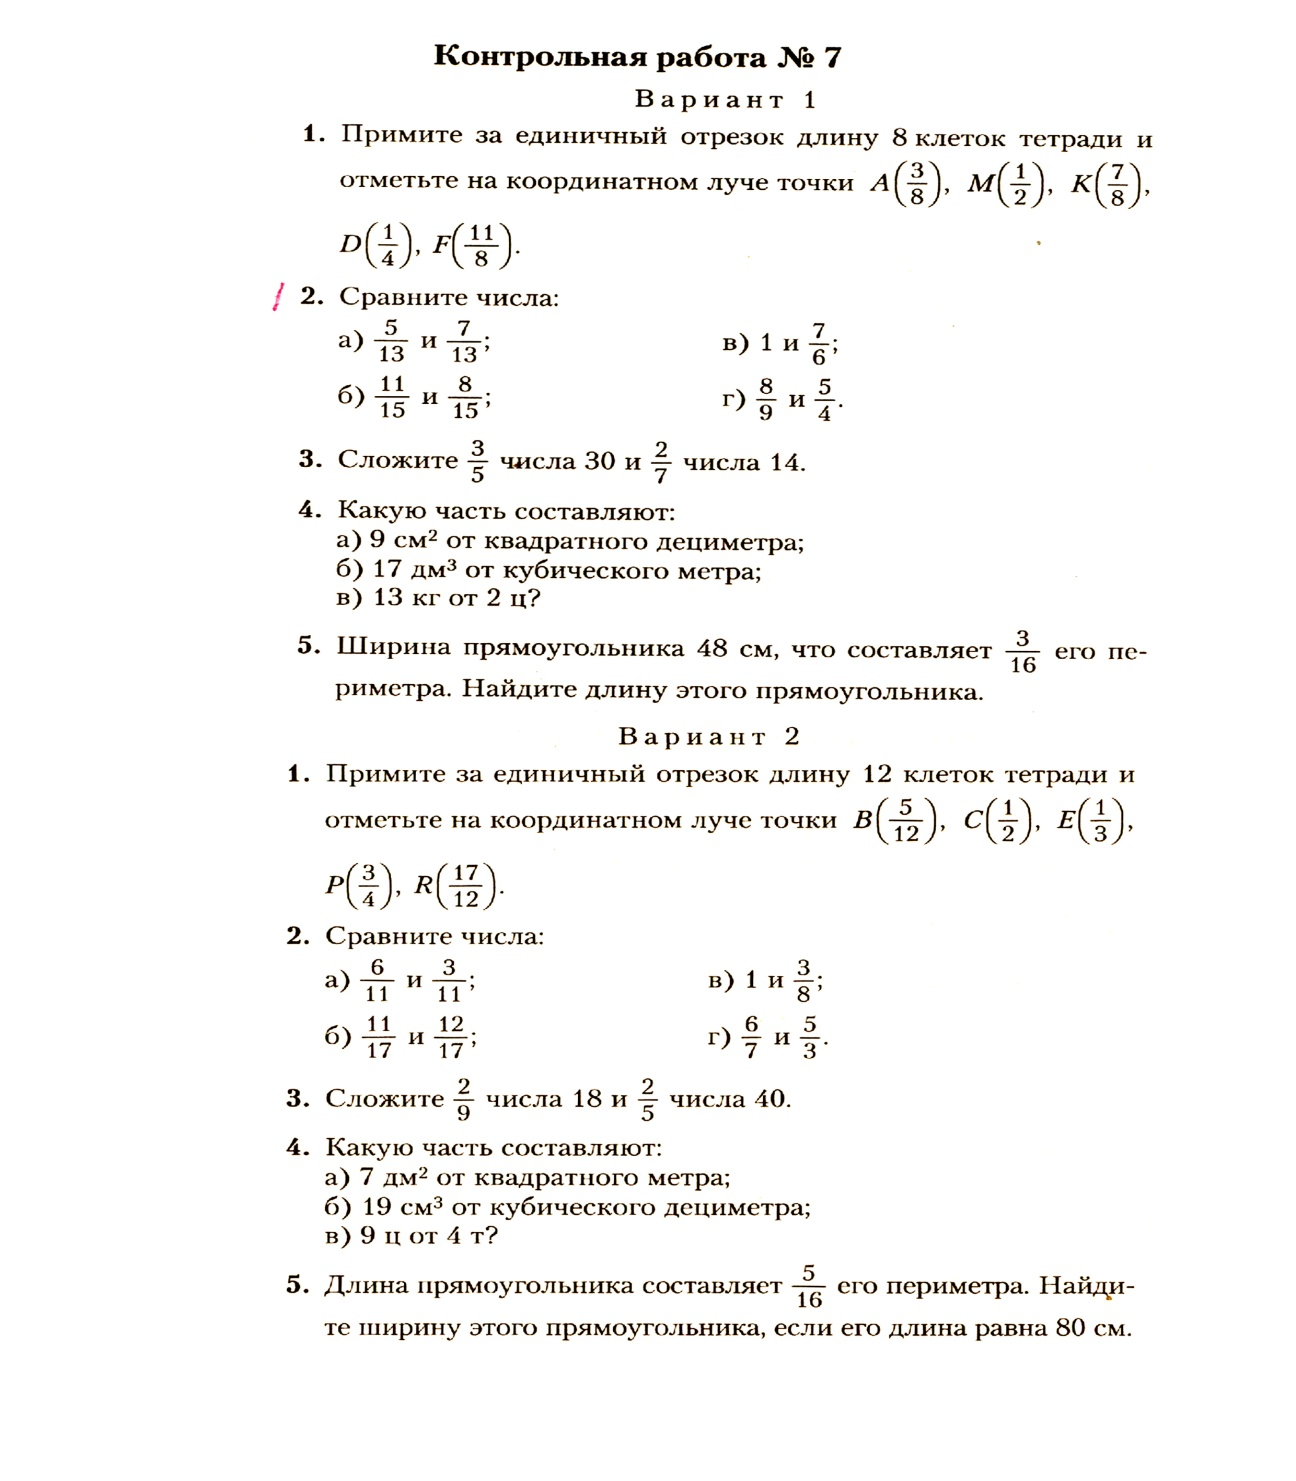 Контрольная работа № 7
Вариант 1
1. Примите за единичный отрезок длину 8 клеток тетради и
отметьте на координатном луче точки A(3/8), M(1/2), K(7/8),
D(1/4), F(11/8).
2. Сравните числа:
а) 5/13 и 7/13; в) 1 и 7/6;
б) 11/15 и 8/15; г) 8/9 и 5/4.
3. Сложите 3/5 числа 30 и 2/7 числа 14.
4. Какую часть составляют:
а) 9 см² от квадратного дециметра;
б) 17 дм³ от кубического метра;
в) 13 кг от 2 ц?
5. Ширина прямоугольника 48 см, что составляет 3/16 его пе-
риметра. Найдите длину этого прямоугольника.
Вариант 2
1. Примите за единичный отрезок длину 12 клеток тетради и
отметьте на координатном луче точки B(5/12), C(1/2), E(1/3),
P(3/4), R(17/12).
2. Сравните числа:
а) 6/11 и 3/11; в) 1 и 3/8;
б) 11/17 и 12/17; г) 6/7 и 5/3.
3. Сложите 2/9 числа 18 и 2/5 числа 40.
4. Какую часть составляют:
а) 7 дм² от квадратного метра;
б) 19 см³ от кубического дециметра;
в) 9 ц от 4 т?
5. Длина прямоугольника составляет 5/16 его периметра. Найди-
те ширину этого прямоугольника, если его длина равна 80 см.